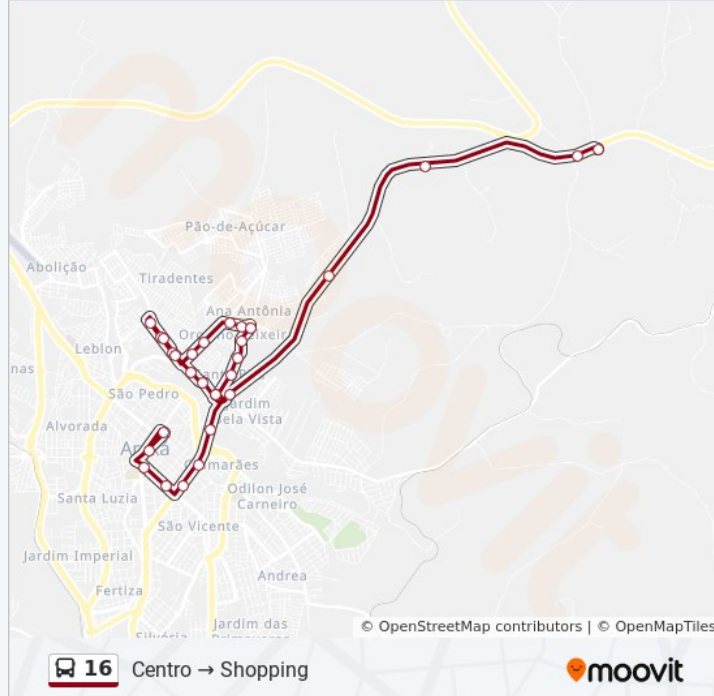 Pão-de-Açúcar
Abolição
Tiradentes
Ana Antônia
Leblon
nas
São Pedro
Jardim
Bela Vista
Alvorada
Guimarães
Santa Luzia
Odilon José
Carneiro
São Vicente
Jardim Imperial
Andrea
Fertiza
Jardim das
© OpenStreetMap contributors | © OpenMapTiles
16 Centro → Shopping
moovit